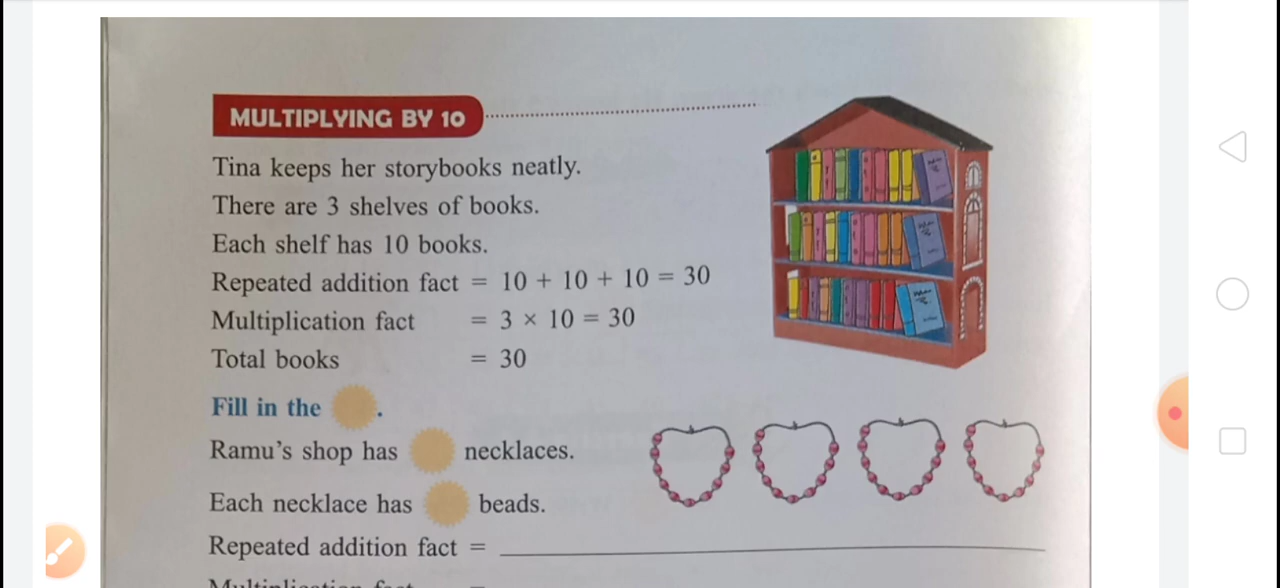 MULTIPLYING BY 10
Tina keeps her storybooks neatly.
There are 3 shelves of books.
Each shelf has 10 books.
Repeated addition fact = 10 + 10 + 10 = 30
Multiplication fact = 3 × 10 = 30
Total books = 30
Fill in the .
Ramu's shop has necklaces.
Each necklace has beads.
Repeated addition fact =
Multiplication fact =